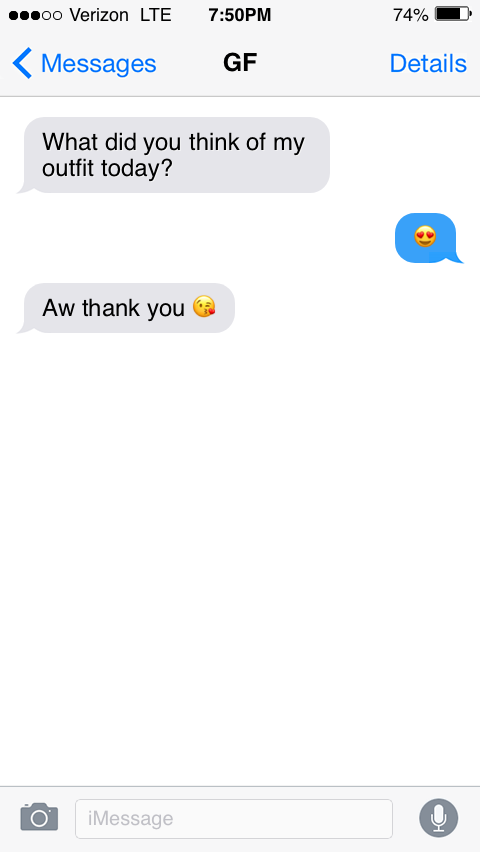 Verizon LTE 7:50PM 74%
Messages GF Details
What did you think of my
outfit today?
😍
Aw thank you 😘
iMessage